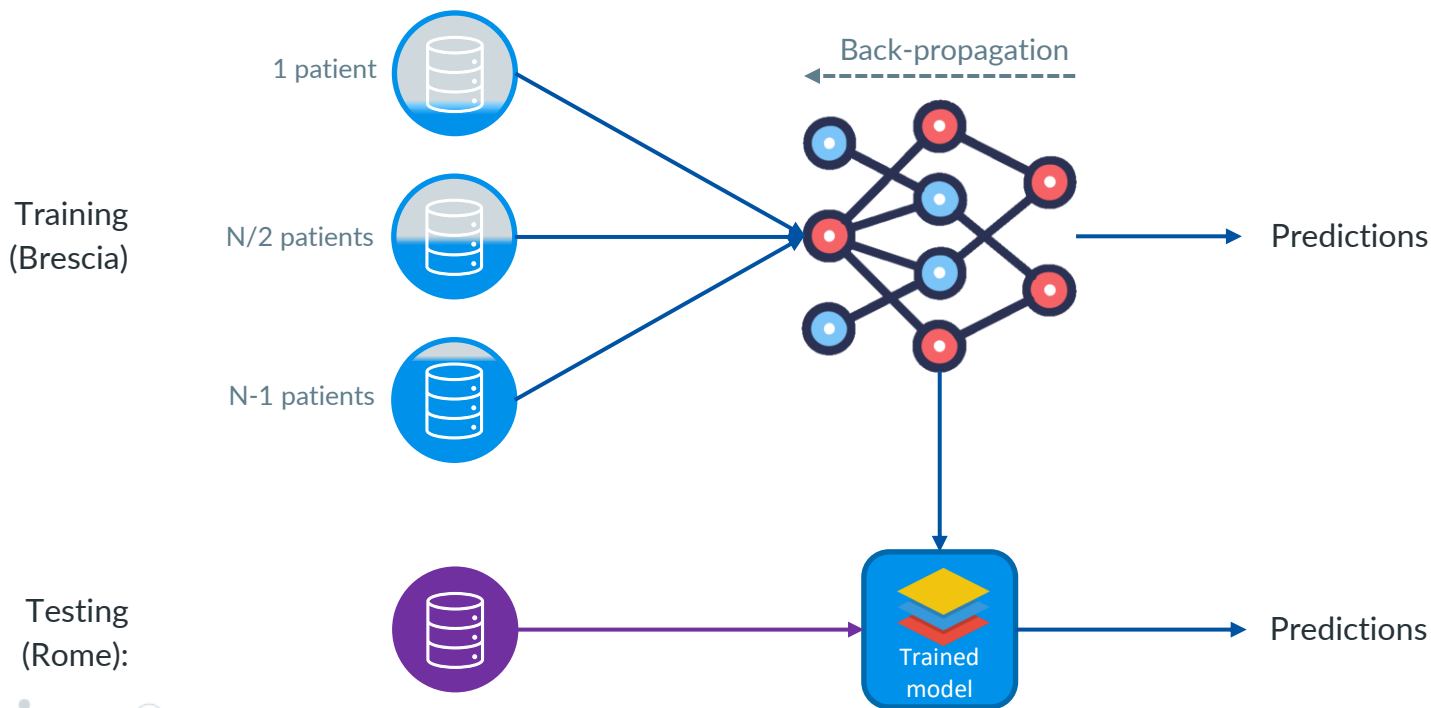 Back-propagation
1 patient
Training
(Brescia)
N/2 patients
Predictions
N-1 patients
Testing
(Rome):
Trained
model
Predictions